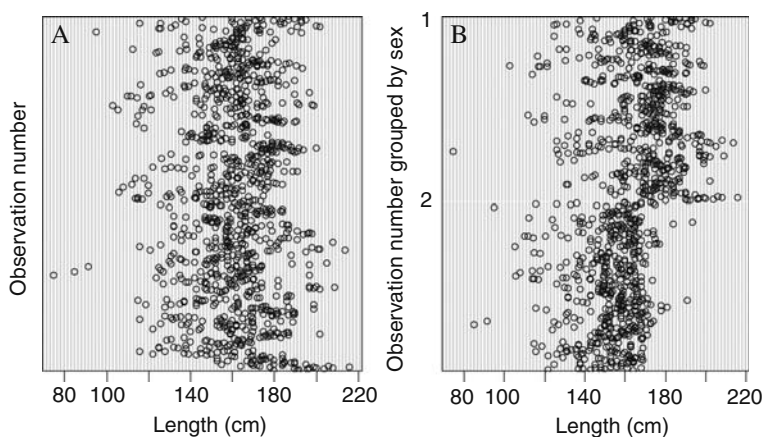 A
Observation number
80 100 140 180 220
Length (cm)
B
1
2
Observation number grouped by sex
80 100 140 180 220
Length (cm)